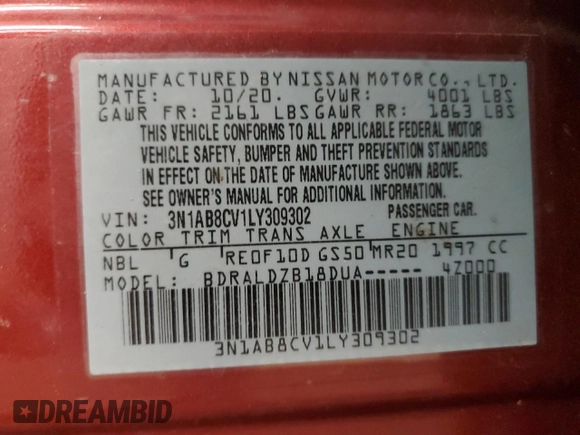 MANUFACTURED BY NISSAN MOTOR CO., LTD.
DATE: 10/20. GVWR: 4001 LBS
GAWR FR: 2161 LBS GAWR RR: 1863 LBS
THIS VEHICLE CONFORMS TO ALL APPLICABLE FEDERAL MOTOR
VEHICLE SAFETY, BUMPER AND THEFT PREVENTION STANDARDS
IN EFFECT ON THE DATE OF MANUFACTURE SHOWN ABOVE.
SEE OWNER'S MANUAL FOR ADDITIONAL INFORMATION.
VIN: 3N1AB8CV1LY309302 PASSENGER CAR.
COLOR TRIM TRANS AXLE ENGINE
NBL G RE0F10D GS50 MR20 1997 CC
MODEL: BDRALDZB18DUA----- 4Z000
3N1AB8CV1LY309302
DREAMBID